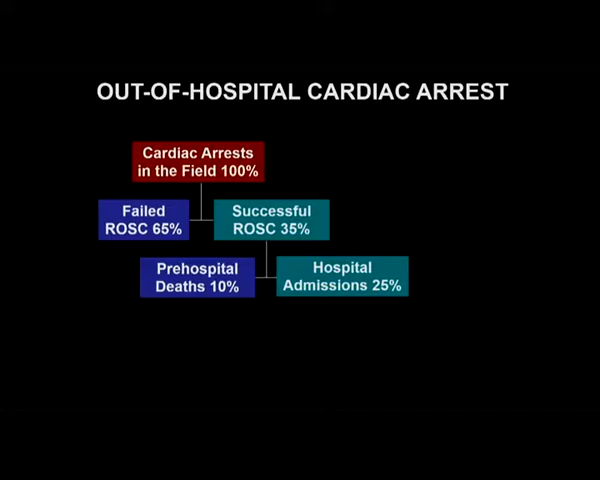 OUT-OF-HOSPITAL CARDIAC ARREST
Cardiac Arrests
in the Field 100%
Failed
ROSC 65%
Successful
ROSC 35%
Prehospital
Deaths 10%
Hospital
Admissions 25%